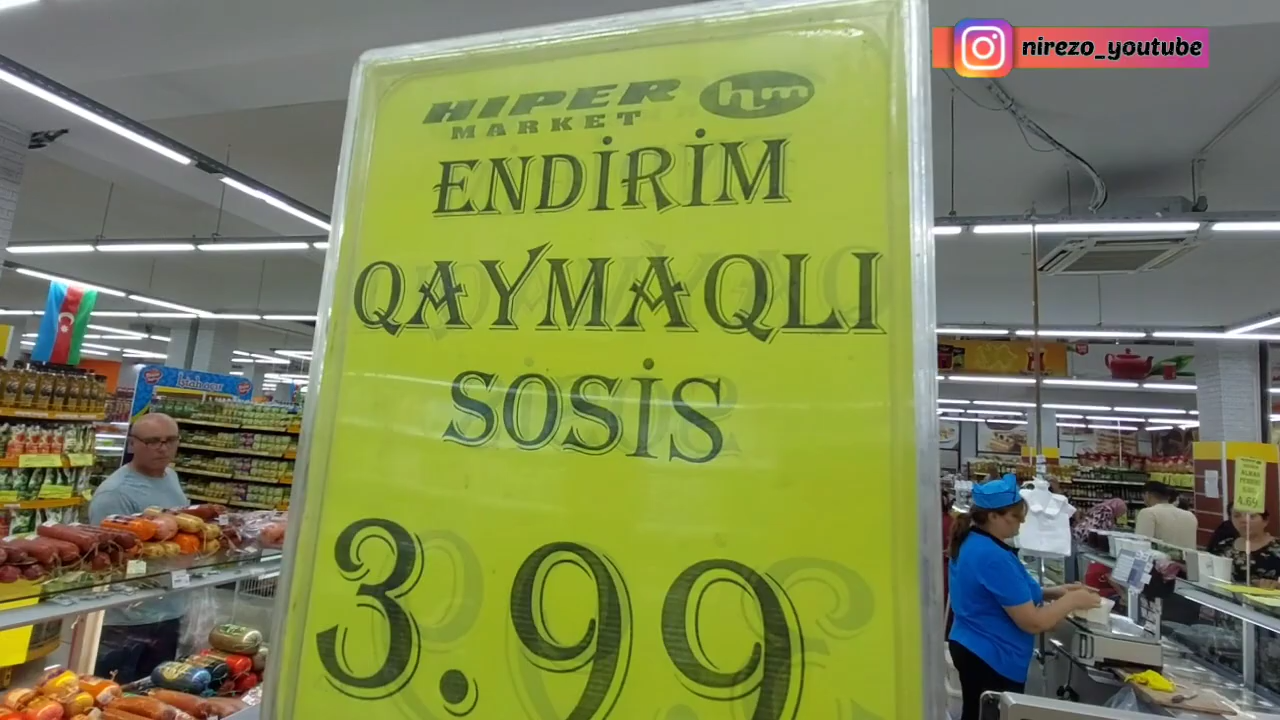 nirezo_youtube
HIPER hm
MARKET
ENDİRİM
QAYMAQLI
SOSİS
3.99